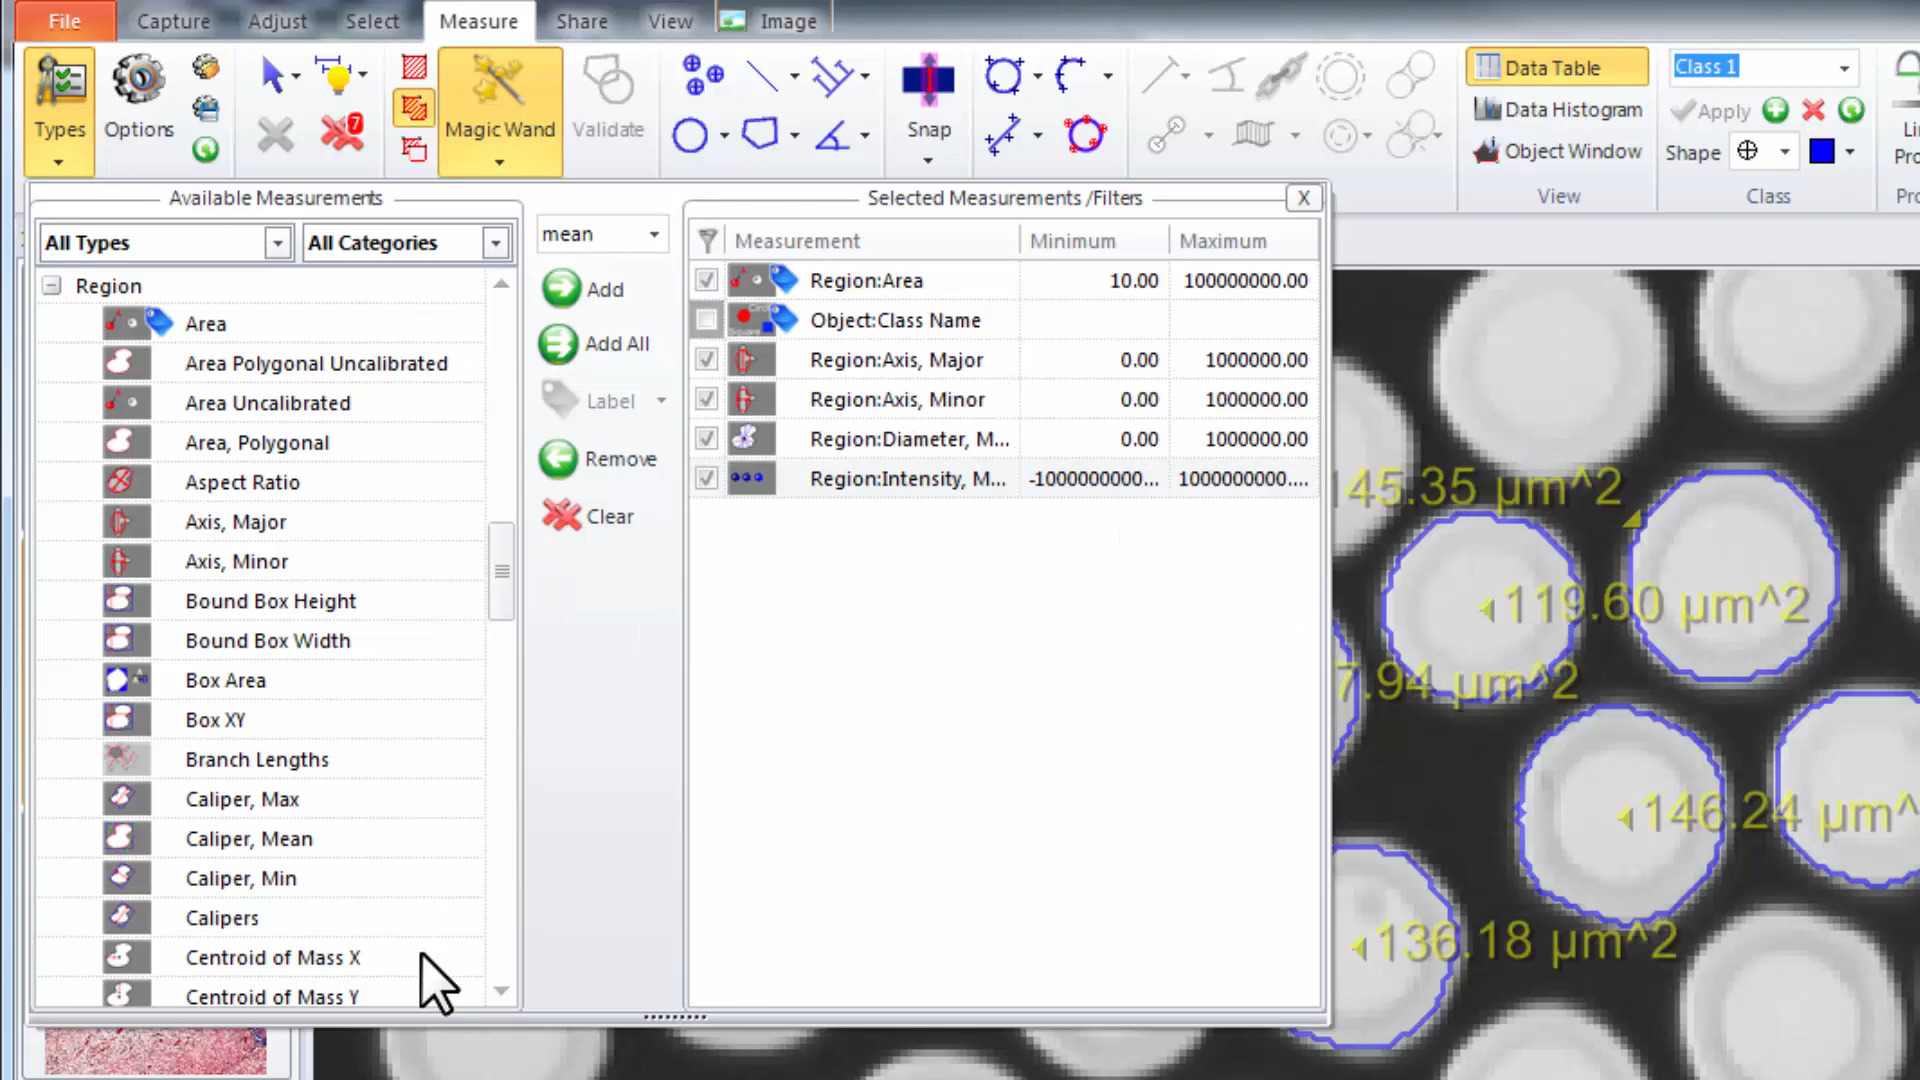 File Capture Adjust Select Measure Share View Image
Types Options 7 Magic Wand Validate Snap
Data Table
Data Histogram
Object Window
View
Class 1
Apply
Shape
Class
Available Measurements
All Types All Categories
Region
Area
Area Polygonal Uncalibrated
Area Uncalibrated
Area, Polygonal
Aspect Ratio
Axis, Major
Axis, Minor
Bound Box Height
Bound Box Width
Box Area
Box XY
Branch Lengths
Caliper, Max
Caliper, Mean
Caliper, Min
Calipers
Centroid of Mass X
Centroid of Mass Y
mean
Add
Add All
Label
Remove
Clear
Selected Measurements /Filters X
Measurement Minimum Maximum
Region:Area 10.00 100000000.00
Object:Class Name
Region:Axis, Major 0.00 1000000.00
Region:Axis, Minor 0.00 1000000.00
Region:Diameter, M... 0.00 1000000.00
Region:Intensity, M... -1000000000... 1000000000....
145.35 µm^2
119.60 µm^2
7.94 µm^2
146.24 µm^
136.18 µm^2